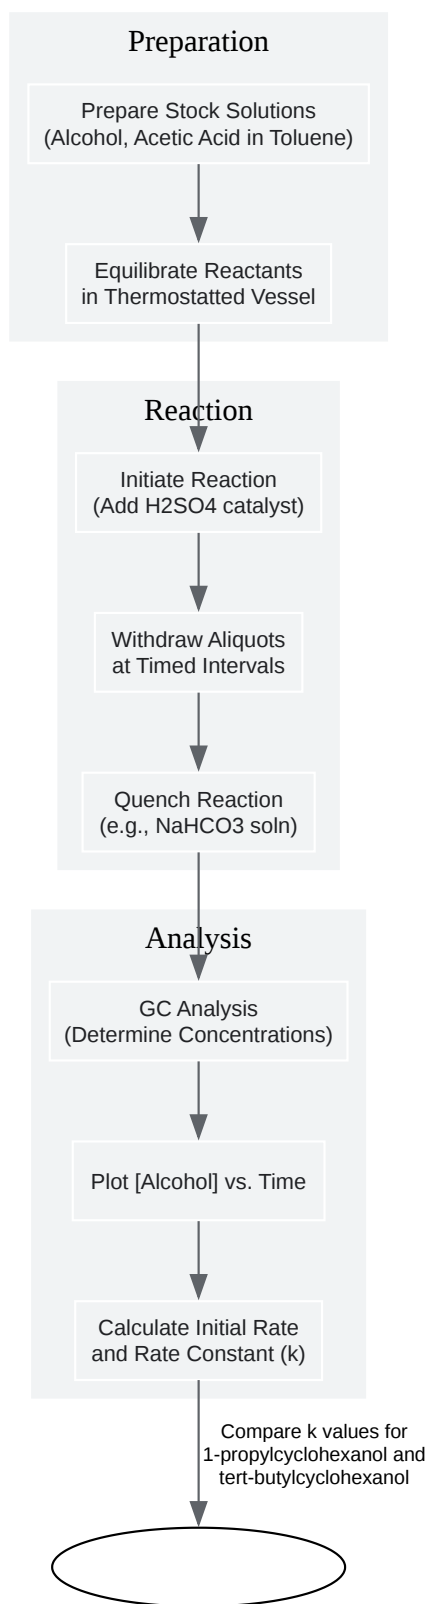 Preparation
Prepare Stock Solutions
(Alcohol, Acetic Acid in Toluene)
Equilibrate Reactants
in Thermostatted Vessel
Reaction
Initiate Reaction
(Add H2SO4 catalyst)
Withdraw Aliquots
at Timed Intervals
Quench Reaction
(e.g., NaHCO3 soln)
Analysis
GC Analysis
(Determine Concentrations)
Plot [Alcohol] vs. Time
Calculate Initial Rate
and Rate Constant (k)
Compare k values for
1-propylcyclohexanol and
tert-butylcyclohexanol